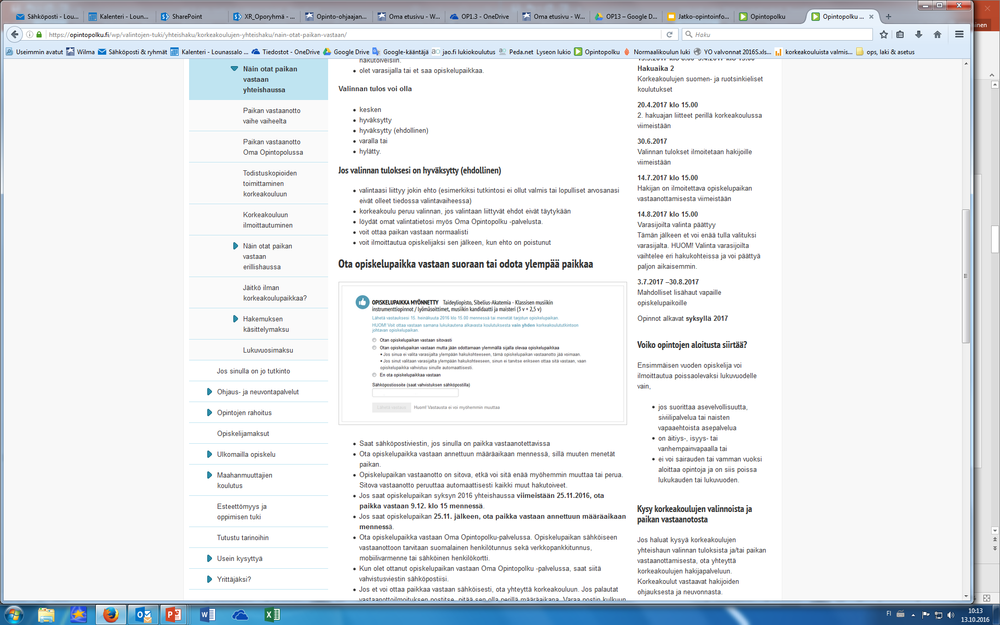 Sähköposti - Lou...
Kalenteri - Loun...
SharePoint
XR_Oporyhmä - ...
Opinto-ohjaajan...
Oma etusivu - W...
OP1.3 - OneDrive
Oma etusivu - W...
OP13 – Google D...
Jatko-opintoinfo...
Opintopolku
Opintopolku ...
inen
https://opintopolku.fi/wp/valintojen-tuki/yhteishaku/korkeakoulujen-yhteishaku/nain-otat-paikan-vastaan/
Haku
Useimmin avatut
Wilma
Sähköposti & ryhmät
Kalenteri - Lounassalo ...
Tiedostot - OneDrive
Google Drive
Google-kääntäjä
ao jao.fi lukiokoulutus
ao Peda.net Lyseon lukio
Opintopolku
Normaalikoulun luki
YO valvonnat 2016S.xls...
korkeakouluista valmis...
ops, laki & asetus
Näin otat paikan
vastaan
yhteishaussa
Paikan vastaanotto
vaihe vaiheelta
Paikan vastaanotto
Oma Opintopolussa
Todistuskopioiden
toimittaminen
korkeakouluun
Korkeakouluun
ilmoittautuminen
Näin otat paikan
vastaan
erillishaussa
Jäitkö ilman
korkeakoulupaikkaa?
Hakemuksen
käsittelymaksu
Lukuvuosimaksu
Jos sinulla on jo tutkinto
Ohjaus- ja neuvontapalvelut
Opintojen rahoitus
Opiskelijamaksut
Ulkomailla opiskelu
Maahanmuuttajien
koulutus
Esteettömyys ja
oppimisen tuki
Tutustu tarinoihin
Usein kysyttyä
Yrittäjäksi?
hakutoiveisiin.
• olet varasijalla tai et saa opiskelupaikkaa.
Valinnan tulos voi olla
• kesken
• hyväksytty
• hyväksytty (ehdollinen)
• varalla tai
• hylätty.
Jos valinnan tuloksesi on hyväksytty (ehdollinen)
• valintaasi liittyy jokin ehto (esimerkiksi tutkintosi ei ollut valmis tai lopulliset arvosanasi
eivät olleet tiedossa valintavaiheessa)
• korkeakoulu peruu valinnan, jos valintaan liittyvät ehdot eivät täytykään
• löydät omat valintatietosi myös Oma Opintopolku -palvelusta.
• voit ottaa paikan vastaan normaalisti
• voit ilmoittautua opiskelijaksi sen jälkeen, kun ehto on poistunut
Ota opiskelupaikka vastaan suoraan tai odota ylempää paikkaa
OPISKELUPAIKKA MYÖNNETTY Taideyliopisto, Sibelius-Akatemia - Klassisen musiikin
instrumenttiopinnot / lyömäsoittimet, musiikin kandidaatti ja maisteri (3 v + 2,5 v)
Lähetä vastauksesi 15. heinäkuuta 2016 klo 15.00 mennessä tai menetät tarjotun opiskelupaikan.
HUOM! Voit ottaa vastaan samana lukukautena alkavasta koulutuksesta vain yhden korkeakoulututkintoon
johtavan opiskelupaikan.
Otan opiskelupaikan vastaan sitovasti
Otan opiskelupaikan vastaan mutta jään odottamaan ylemmällä sijalla olevaa opiskelupaikkaa
• Jos sinua ei valita varasijalta ylempään hakukohteeseen, tämä opiskelupaikan vastaanotto jää voimaan.
• Jos sinut valitaan varasijalta ylempään hakukohteeseen, sinun ei tarvitse erikseen ottaa sitä vastaan, vaan
opiskelupaikka vahvistuu sinulle automaattisesti.
En ota opiskelupaikkaa vastaan
Sähköpostiosoite (saat vahvistuksen sähköpostilla)
Lähetä vastaus Huom! Vastausta ei voi myöhemmin muuttaa
• Saat sähköpostiviestin, jos sinulla on paikka vastaanotettavissa
• Ota opiskelupaikka vastaan annettuun määräaikaan mennessä, sillä muuten menetät
paikan.
• Opiskelupaikan vastaanotto on sitova, etkä voi sitä enää myöhemmin muuttaa tai perua.
Sitova vastaanotto peruuttaa automaattisesti kaikki muut hakutoiveet.
• Jos saat opiskelupaikan syksyn 2016 yhteishaussa viimeistään 25.11.2016, ota
paikka vastaan 9.12. klo 15 mennessä.
• Jos saat opiskelupaikan 25.11. jälkeen, ota paikka vastaan annettuun määräaikaan
mennessä.
• Ota opiskelupaikka vastaan Oma Opintopolku-palvelussa. Opiskelupaikan sähköiseen
vastaanottoon tarvitaan suomalainen henkilötunnus sekä verkkopankkitunnus,
mobiilivarmenne tai sähköinen henkilökortti.
• Kun olet ottanut opiskelupaikan vastaan Oma Opintopolku -palvelussa, saat siitä
vahvistusviestin sähköpostiisi.
• Jos et voi ottaa paikkaa vastaan sähköisesti, ota yhteyttä korkeakouluun. Jos palautat
vastaanottoilmoituksen postitse, pitää sen olla perillä määräaikana. Varaa postin kulkuun
15.3.2017 klo 8.00–5.4.2017 klo 15.00
Hakuaika 2
Korkeakoulujen suomen- ja ruotsinkieliset
koulutukset
20.4.2017 klo 15.00
2. hakuajan liitteet perillä korkeakoulussa
viimeistään
30.6.2017
Valinnan tulokset ilmoitetaan hakijoille
viimeistään
14.7.2017 klo 15.00
Hakijan on ilmoitettava opiskelupaikan
vastaanottamisesta viimeistään
14.8.2017 klo 15.00
Varasijoilta valinta päättyy
Tämän jälkeen et voi enää tulla valituksi
varasijalta. HUOM! Valinta varasijoilta
vaihtelee eri hakukohteissa ja voi päättyä
paljon aikaisemmin.
3.7.2017 –30.8.2017
Mahdolliset lisähaut vapaille
opiskelupaikoille
Opinnot alkavat syksyllä 2017
Voiko opintojen aloitusta siirtää?
Ensimmäisen vuoden opiskelija voi
ilmoittautua poissaolevaksi lukuvuodelle
vain,
• jos suorittaa asevelvollisuutta,
siviilipalvelua tai naisten
vapaaehtoista asepalvelua
• on äitiys-, isyys- tai
vanhempainvapaalla tai
• ei voi sairauden tai vamman vuoksi
aloittaa opintoja ja on siis poissa
lukukauden tai lukuvuoden.
Kysy korkeakoulujen valinnoista ja
paikan vastaanotosta
Jos haluat kysyä korkeakoulujen
yhteishaun valinnan tuloksista ja/tai paikan
vastaanottamisesta, ota yhteyttä
korkeakoulujen hakijapalveluun.
Korkeakoulut vastaavat hakijoiden
ohjauksesta ja neuvonnasta.
FI
10:13
13.10.2016